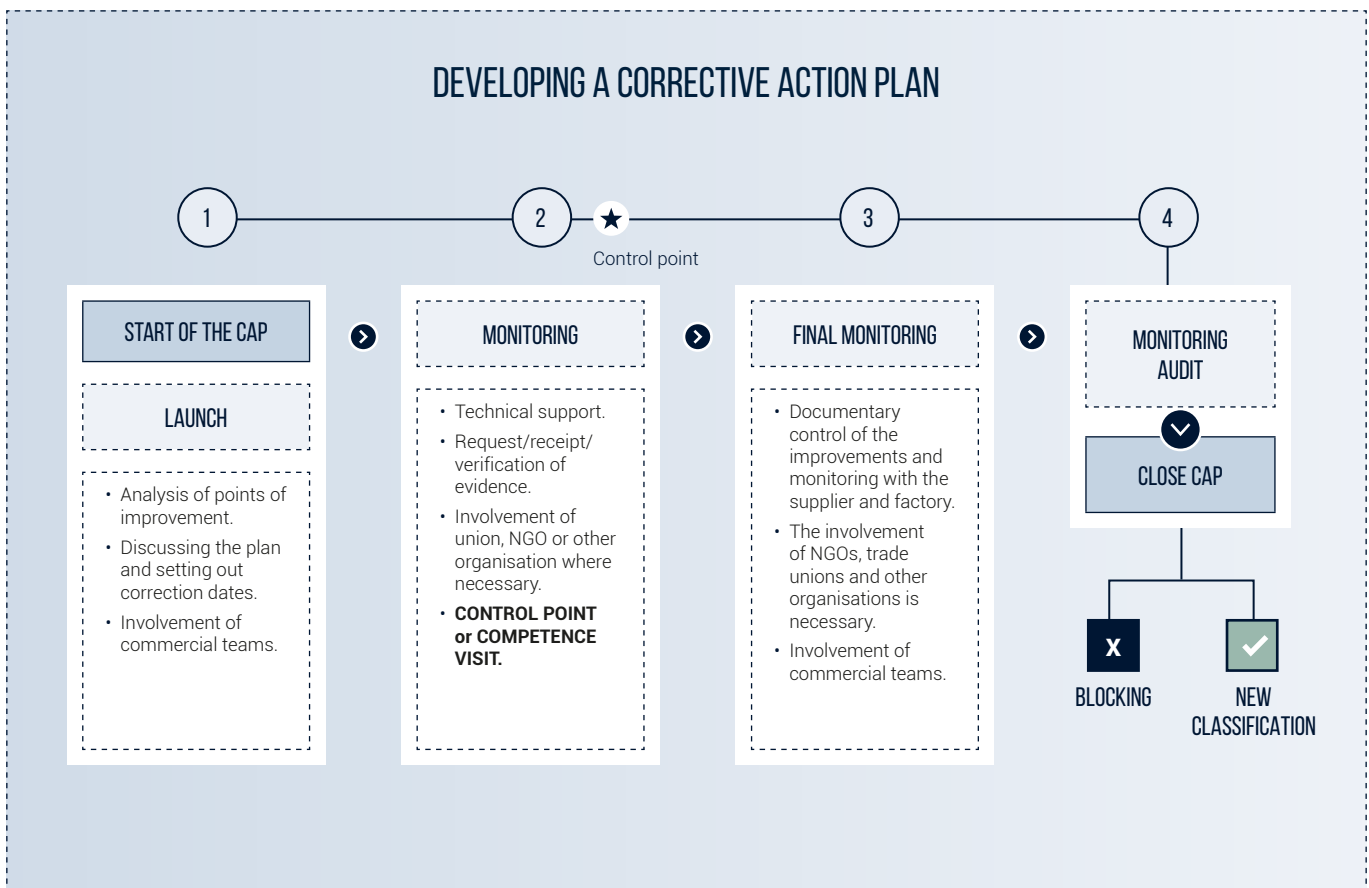 DEVELOPING A CORRECTIVE ACTION PLAN
1
2
3
4
Control point
START OF THE CAP
LAUNCH
• Analysis of points of
improvement.
• Discussing the plan
and setting out
correction dates.
• Involvement of
commercial teams.
MONITORING
• Technical support.
• Request/receipt/
verification of
evidence.
• Involvement of
union, NGO or other
organisation where
necessary.
• CONTROL POINT
or COMPETENCE
VISIT.
FINAL MONITORING
• Documentary
control of the
improvements and
monitoring with the
supplier and factory.
• The involvement
of NGOs, trade
unions and other
organisations is
necessary.
• Involvement of
commercial teams.
MONITORING
AUDIT
CLOSE CAP
X
BLOCKING
NEW
CLASSIFICATION